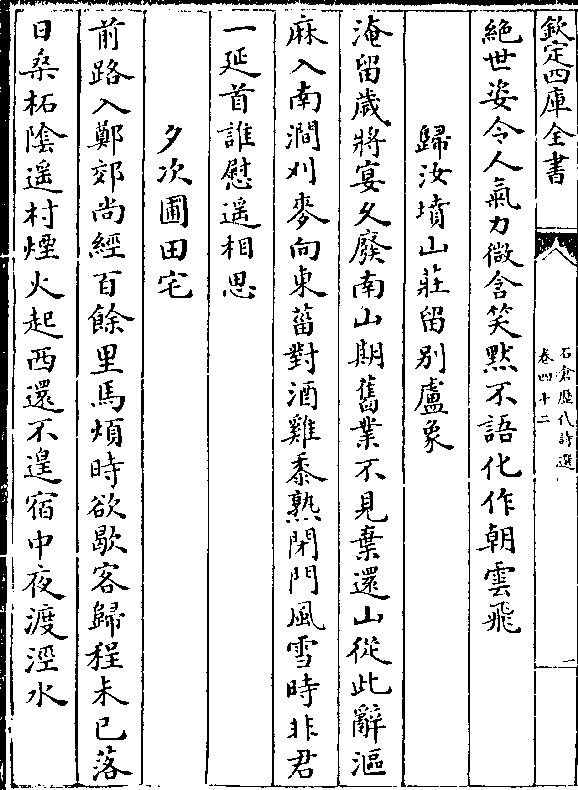 欽定四庫全書
石倉歴代詩選
卷四十二
一
絶世姿令人氣力微含笑黙不語化作朝雲飛
歸汝墳山莊留别盧象
淹留歲將宴久廢南山期舊業不見棄還山從此辭漚
麻入南澗刈麥向東菑對酒雞黍熟閉門風雪時非君
一延首誰慰遥相思
夕次圃田宅
前路入鄭郊尚經百餘里馬煩時欲歇客歸程未已落
日桑柘陰遥村煙火起西還不遑宿中夜渡涇水